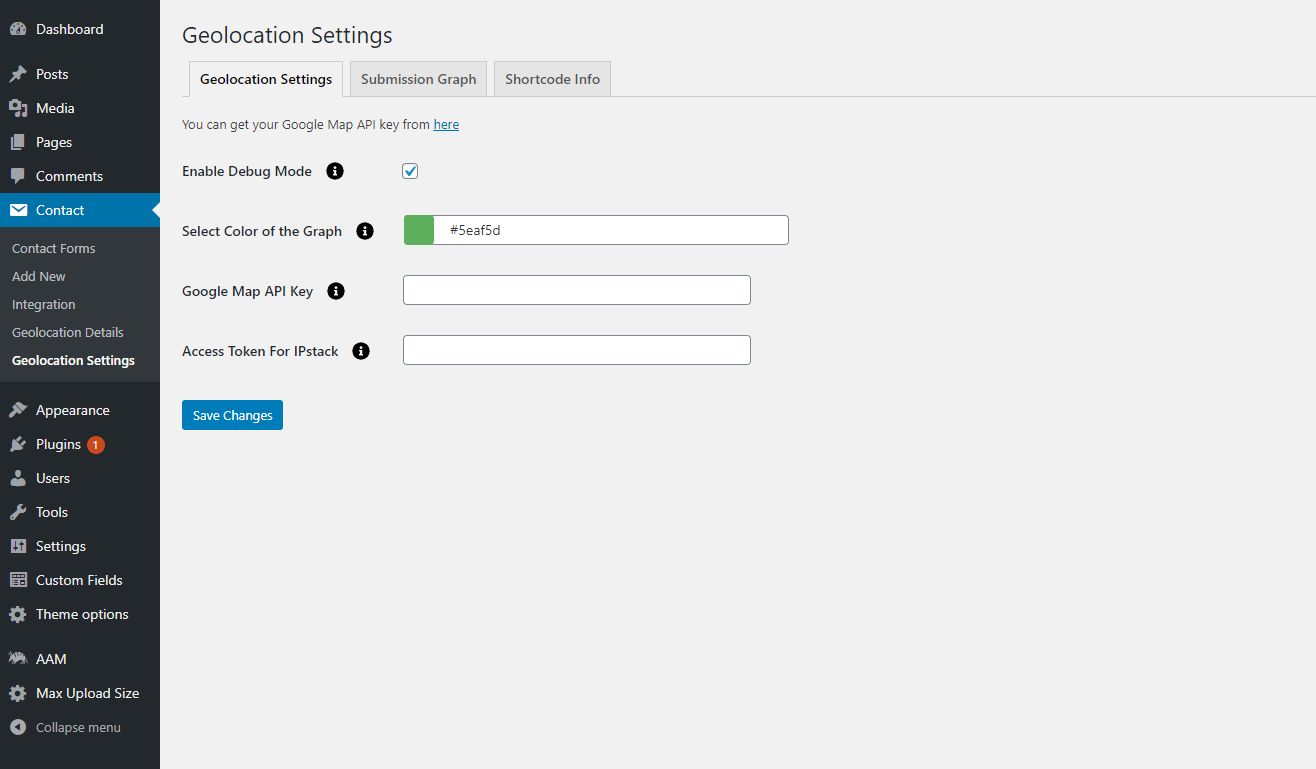 Dashboard
Posts
Media
Pages
Comments
Contact
Contact Forms
Add New
Integration
Geolocation Details
Geolocation Settings
Appearance
Plugins 1
Users
Tools
Settings
Custom Fields
Theme options
AAM
Max Upload Size
Collapse menu
Geolocation Settings
Geolocation Settings Submission Graph Shortcode Info
You can get your Google Map API key from here
Enable Debug Mode
Select Color of the Graph #5eaf5d
Google Map API Key
Access Token For IPstack
Save Changes